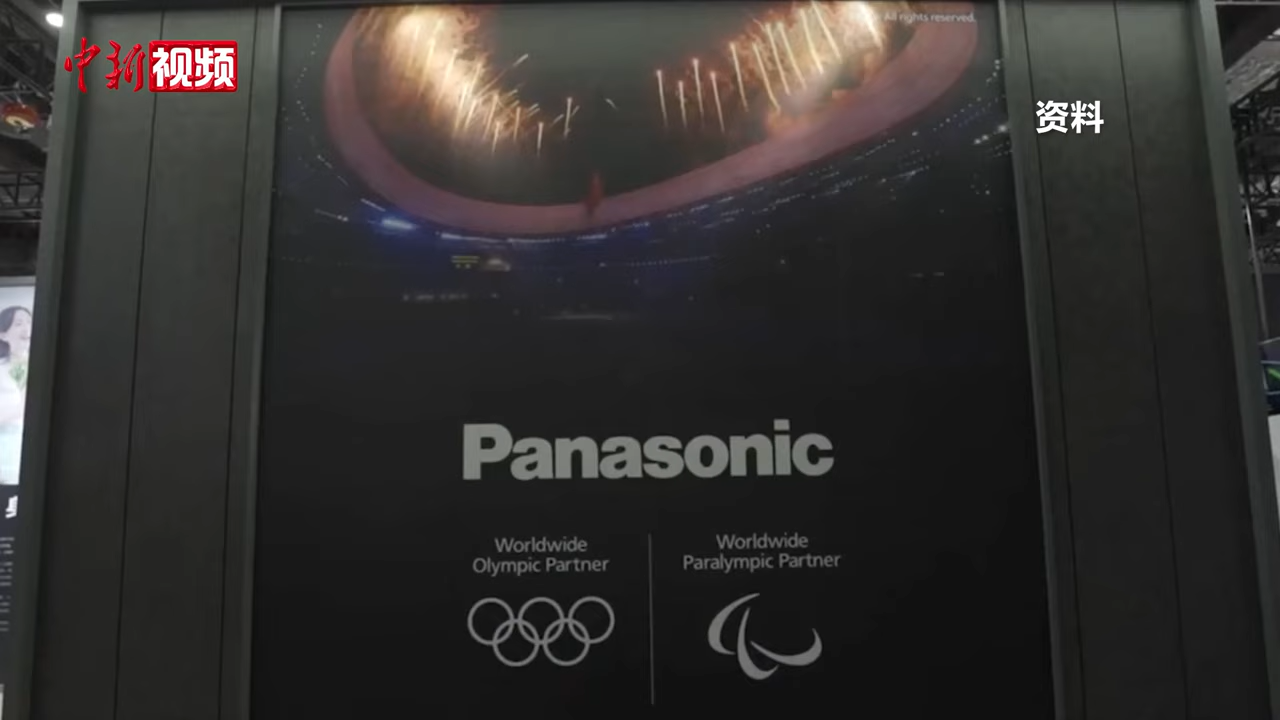 中新视频
All rights reserved.
资料
Panasonic
Worldwide
Olympic Partner
Worldwide
Paralympic Partner